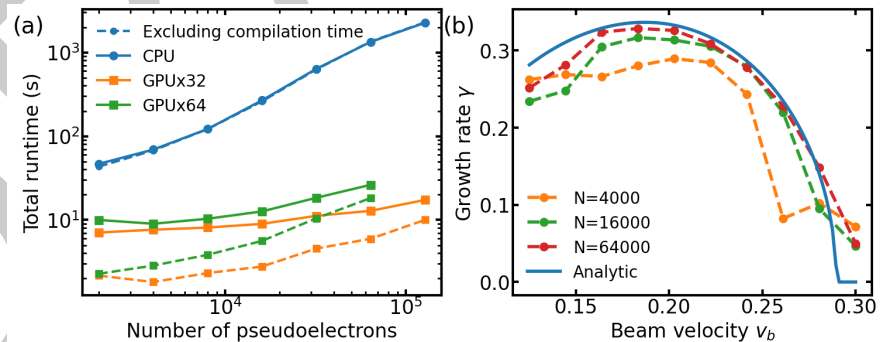 (a)
Total runtime (s)
10³
10²
10¹
Excluding compilation time
CPU
GPUx32
GPUx64
10⁴
10⁵
Number of pseudoelectrons
(b)
Growth rate γ
0.3
0.2
0.1
0.0
N=4000
N=16000
N=64000
Analytic
0.15
0.20
0.25
0.30
Beam velocity v_b